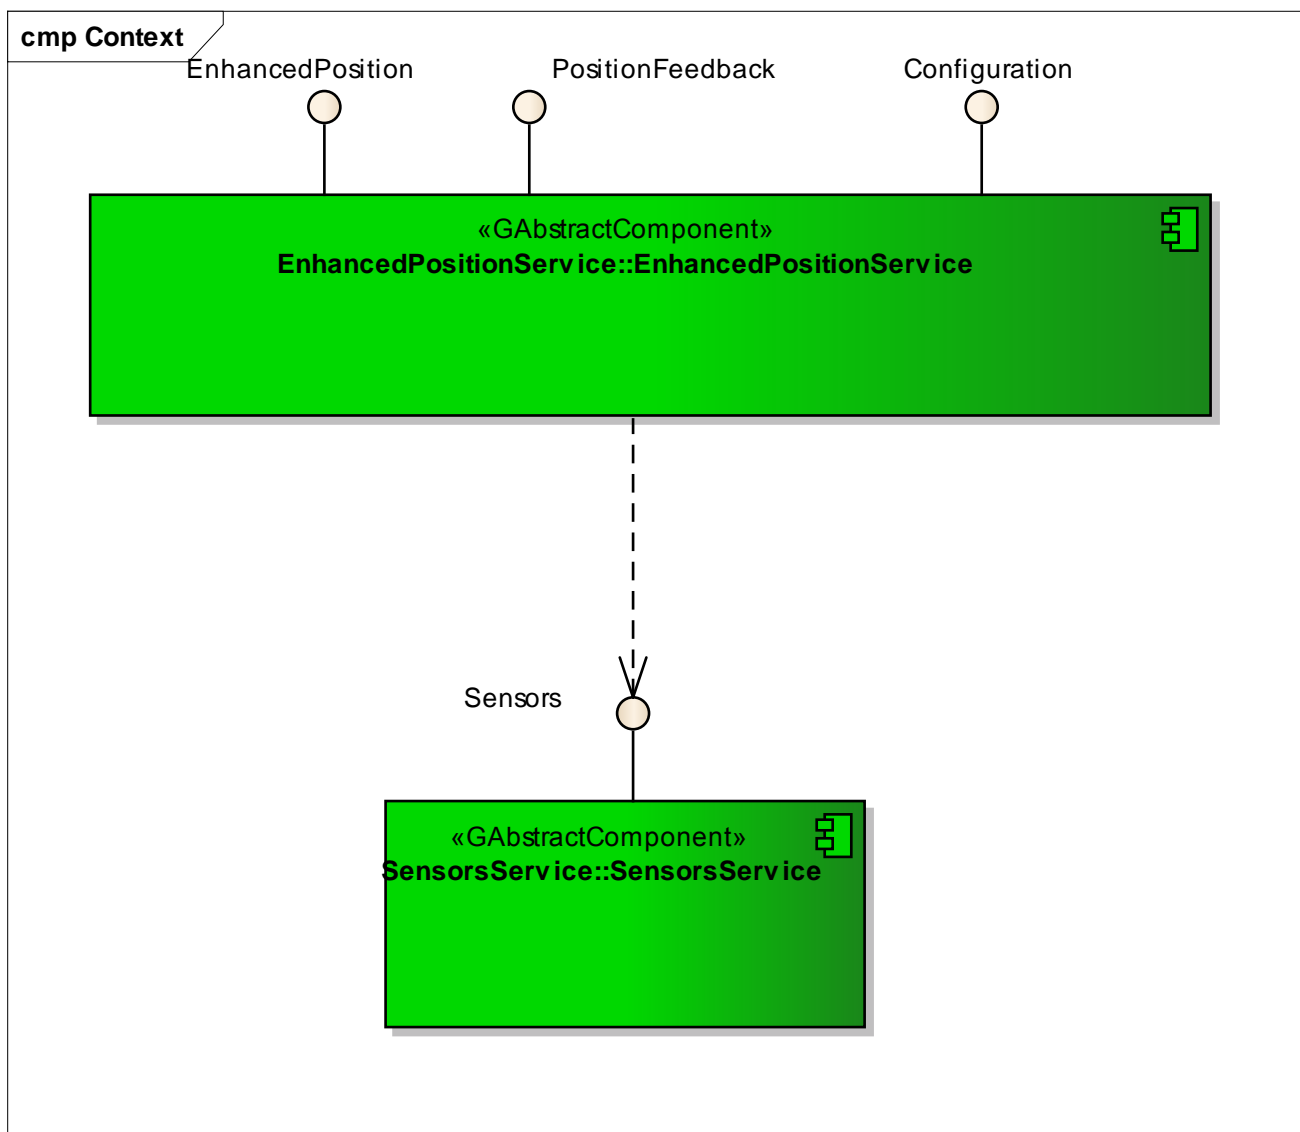 cmp Context
EnhancedPosition
PositionFeedback
Configuration
«GAbstractComponent»
EnhancedPositionService::EnhancedPositionService
Sensors
«GAbstractComponent»
SensorsService::SensorsService